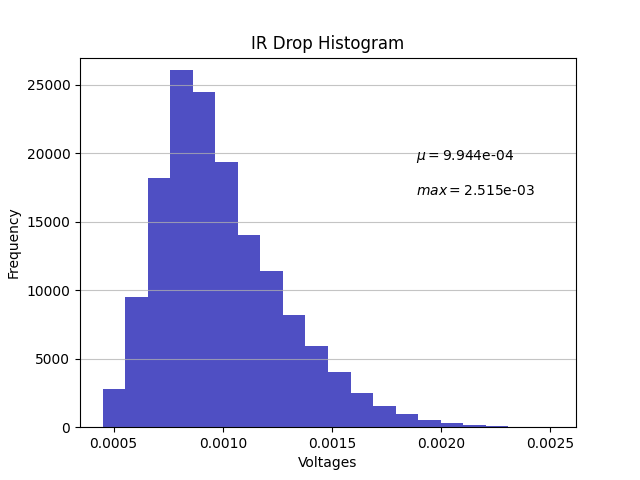 IR Drop Histogram
25000
20000
15000
10000
5000
0
Frequency
μ = 9.944e-04
max = 2.515e-03
0.0005 0.0010 0.0015 0.0020 0.0025
Voltages